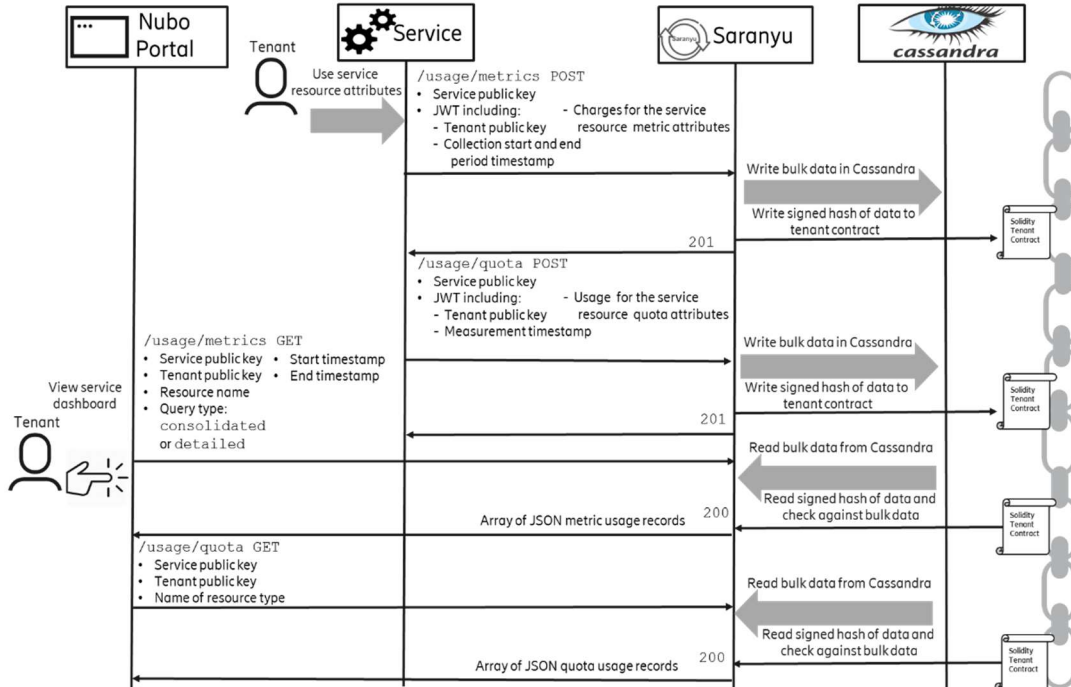 Nubo
Portal
Service
Saranyu
Saranyu
cassandra
Tenant
Use service
resource attributes
/usage/metrics POST
• Service public key
• JWT including:
- Tenant public key
- Collection start and end
period timestamp
- Charges for the service
resource metric attributes
Write bulk data in Cassandra
Write signed hash of data to
tenant contract
Solidity
Tenant
Contract
201
/usage/quota POST
• Service public key
• JWT including:
- Tenant public key
- Measurement timestamp
- Usage for the service
resource quota attributes
Write bulk data in Cassandra
Write signed hash of data to
tenant contract
Solidity
Tenant
Contract
201
/usage/metrics GET
• Service public key
• Tenant public key
• Resource name
• Query type:
consolidated
or detailed
• Start timestamp
• End timestamp
View service
dashboard
Tenant
Read bulk data from Cassandra
Read signed hash of data and
check against bulk data
Solidity
Tenant
Contract
Array of JSON metric usage records
200
/usage/quota GET
• Service public key
• Tenant public key
• Name of resource type
Read bulk data from Cassandra
Read signed hash of data and
check against bulk data
Solidity
Tenant
Contract
Array of JSON quota usage records
200